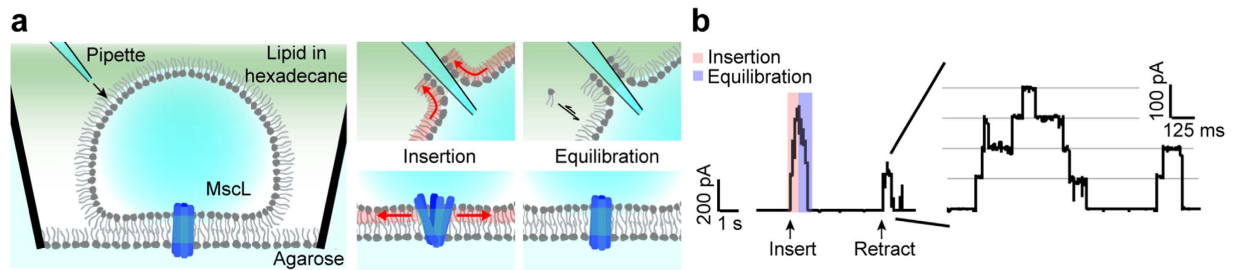 a
Pipette
Lipid in
hexadecane
MscL
Agarose
Insertion
Equilibration
b
Insertion
Equilibration
200 pA
1 s
Insert
Retract
100 pA
125 ms